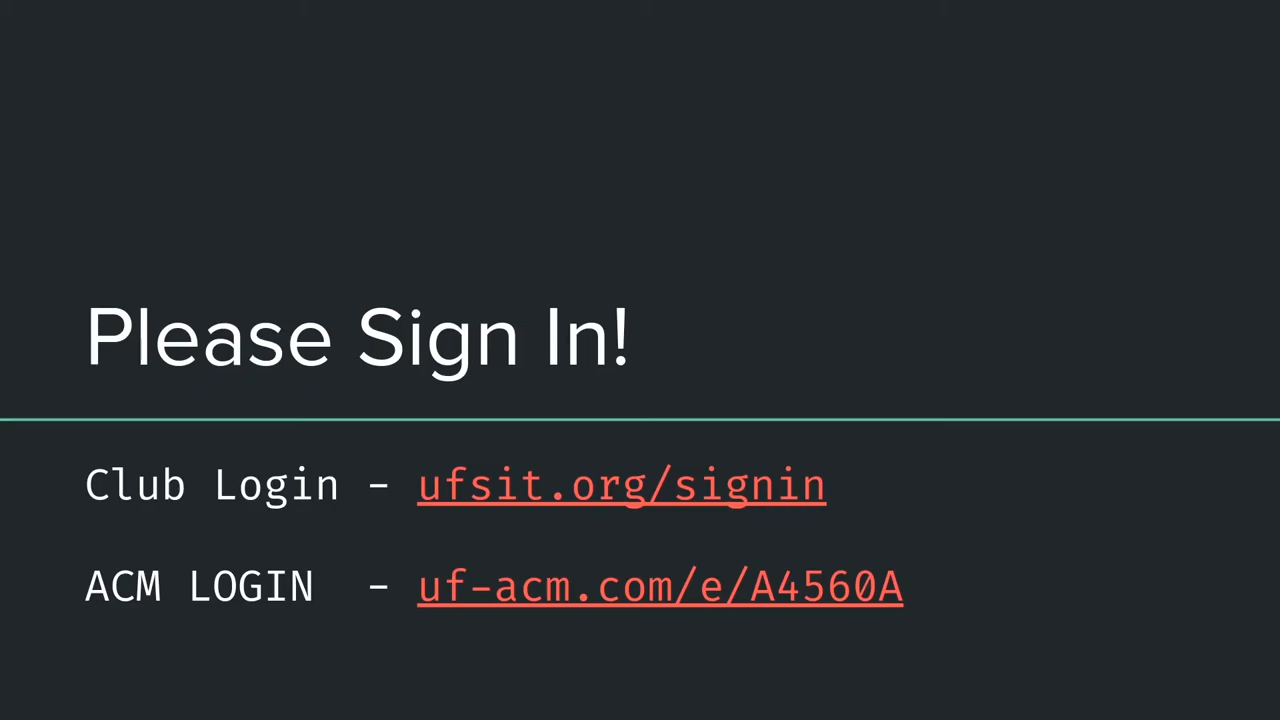 Please Sign In!
Club Login - ufsit.org/signin
ACM LOGIN - uf-acm.com/e/A4560A